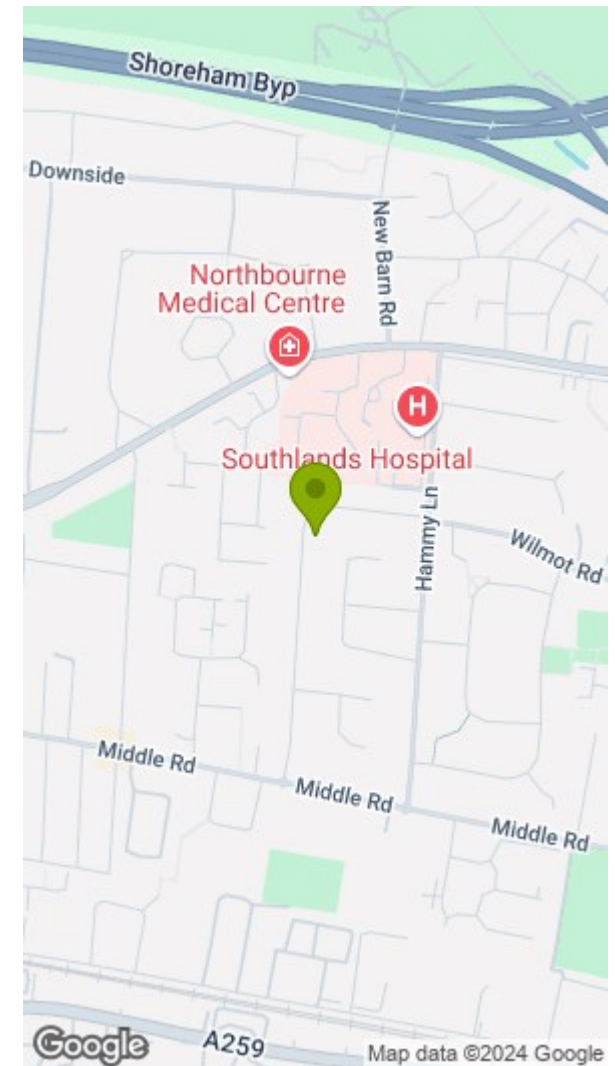 Shoreham Byp
Downside
New Barn Rd
Northbourne
Medical Centre
H
Southlands Hospital
Hammy Ln
Wilmot Rd
Middle Rd
Middle Rd
Middle Rd
A259
Google
Map data ©2024 Google